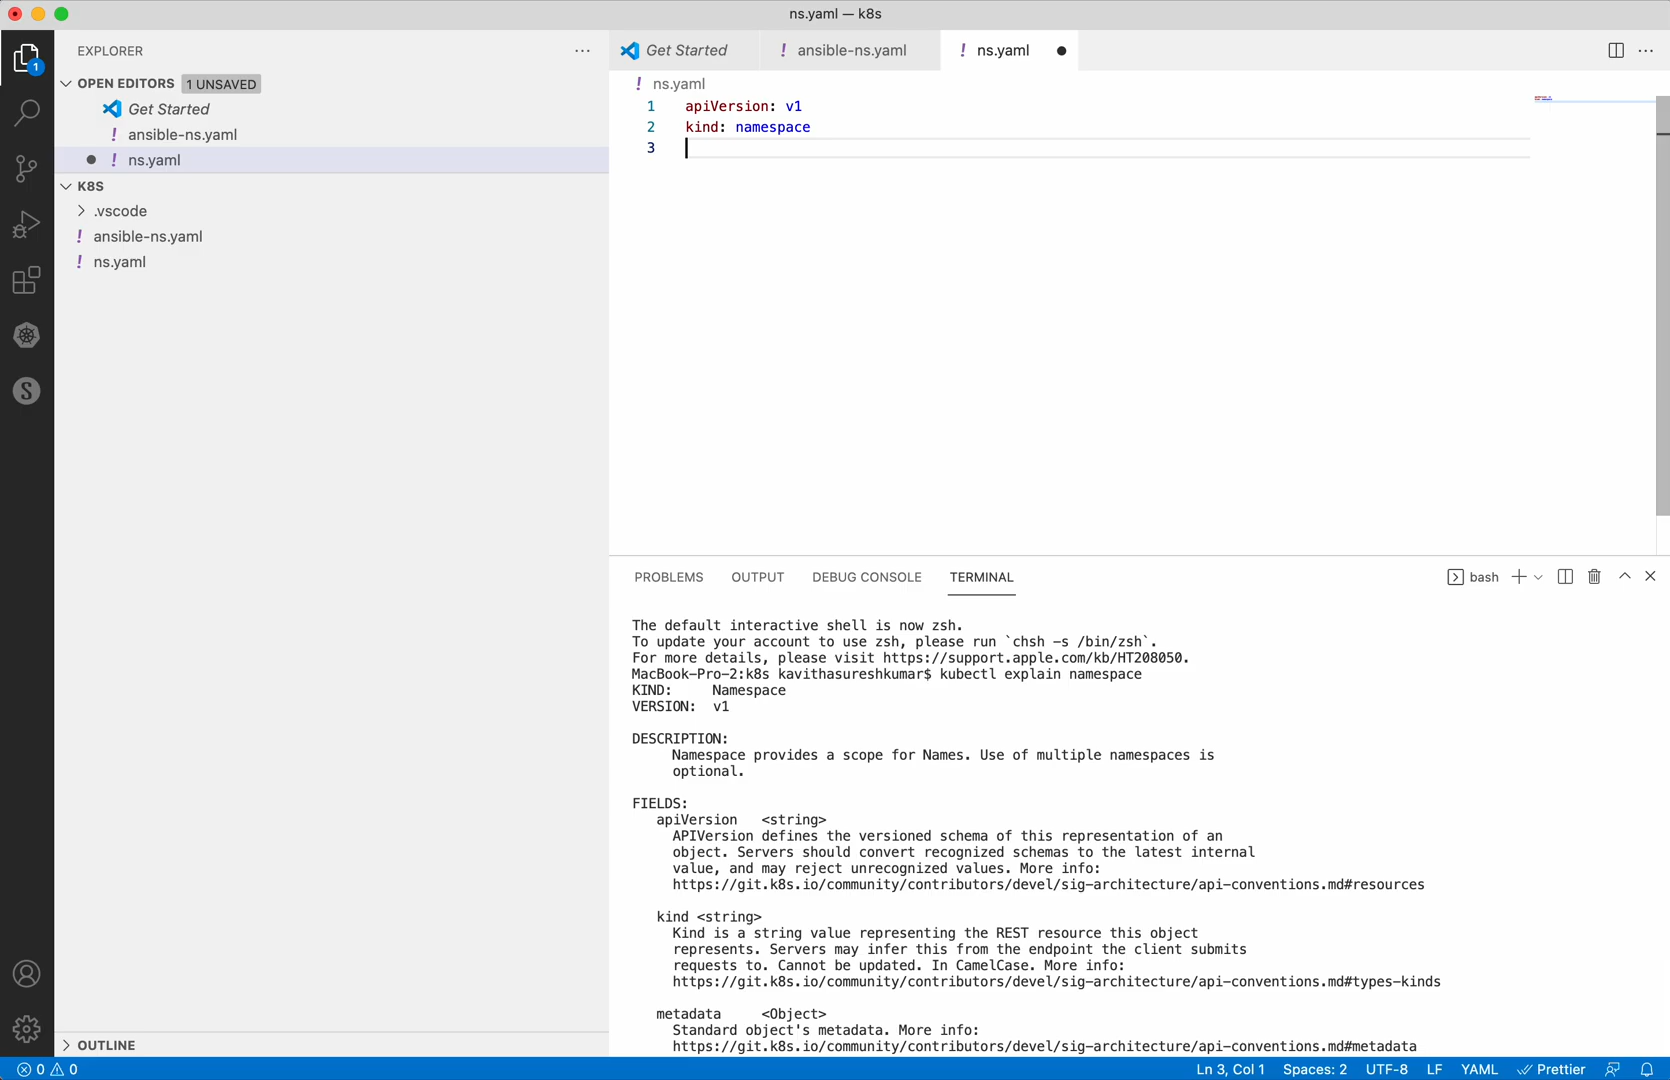 ns.yaml — k8s
EXPLORER
OPEN EDITORS 1 UNSAVED
Get Started
! ansible-ns.yaml
! ns.yaml
K8S
.vscode
! ansible-ns.yaml
! ns.yaml
OUTLINE
1
S
Get Started ! ansible-ns.yaml ! ns.yaml
! ns.yaml
1 apiVersion: v1
2 kind: namespace
3
PROBLEMS OUTPUT DEBUG CONSOLE TERMINAL bash
The default interactive shell is now zsh.
To update your account to use zsh, please run `chsh -s /bin/zsh`.
For more details, please visit https://support.apple.com/kb/HT208050.
MacBook-Pro-2:k8s kavithasureshkumar$ kubectl explain namespace
KIND: Namespace
VERSION: v1
DESCRIPTION:
Namespace provides a scope for Names. Use of multiple namespaces is
optional.
FIELDS:
apiVersion <string>
APIVersion defines the versioned schema of this representation of an
object. Servers should convert recognized schemas to the latest internal
value, and may reject unrecognized values. More info:
https://git.k8s.io/community/contributors/devel/sig-architecture/api-conventions.md#resources
kind <string>
Kind is a string value representing the REST resource this object
represents. Servers may infer this from the endpoint the client submits
requests to. Cannot be updated. In CamelCase. More info:
https://git.k8s.io/community/contributors/devel/sig-architecture/api-conventions.md#types-kinds
metadata <Object>
Standard object's metadata. More info:
https://git.k8s.io/community/contributors/devel/sig-architecture/api-conventions.md#metadata
0 0 Ln 3, Col 1 Spaces: 2 UTF-8 LF YAML Prettier